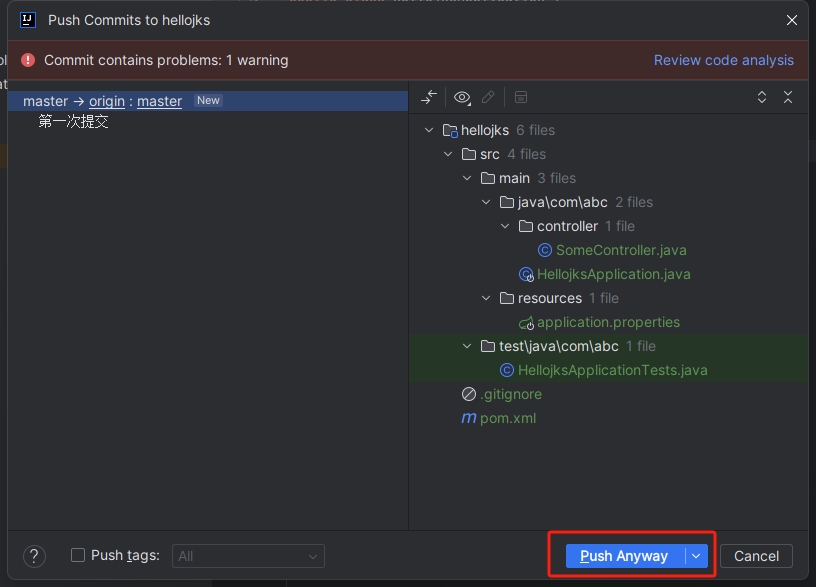 Push Commits to hellojks
Commit contains problems: 1 warning
Review code analysis
master → origin : master New
第一次提交
hellojks 6 files
src 4 files
main 3 files
java\com\abc 2 files
controller 1 file
SomeController.java
HellojksApplication.java
resources 1 file
application.properties
test\java\com\abc 1 file
HellojksApplicationTests.java
.gitignore
pom.xml
? Push tags: All
Push Anyway
Cancel